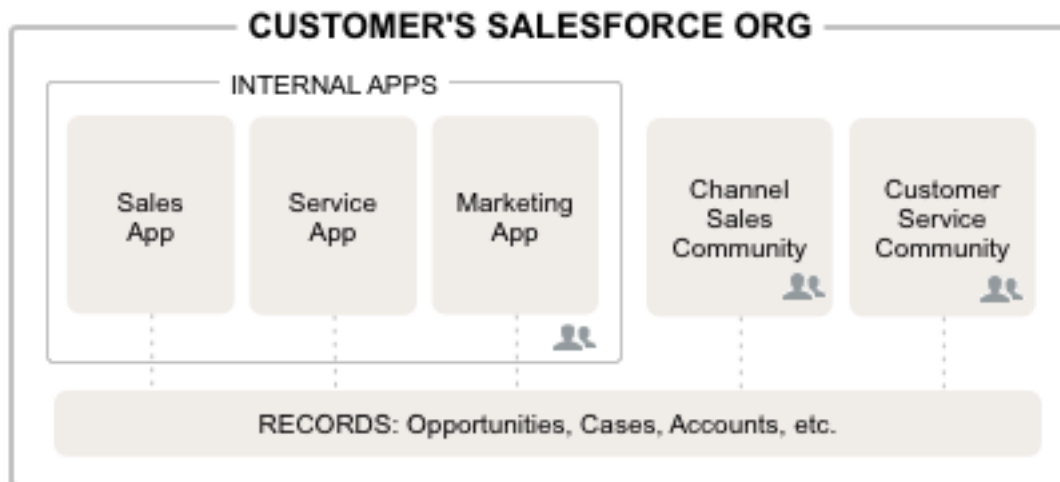 CUSTOMER'S SALESFORCE ORG
INTERNAL APPS
Sales
App
Service
App
Marketing
App
Channel
Sales
Community
Customer
Service
Community
RECORDS: Opportunities, Cases, Accounts, etc.